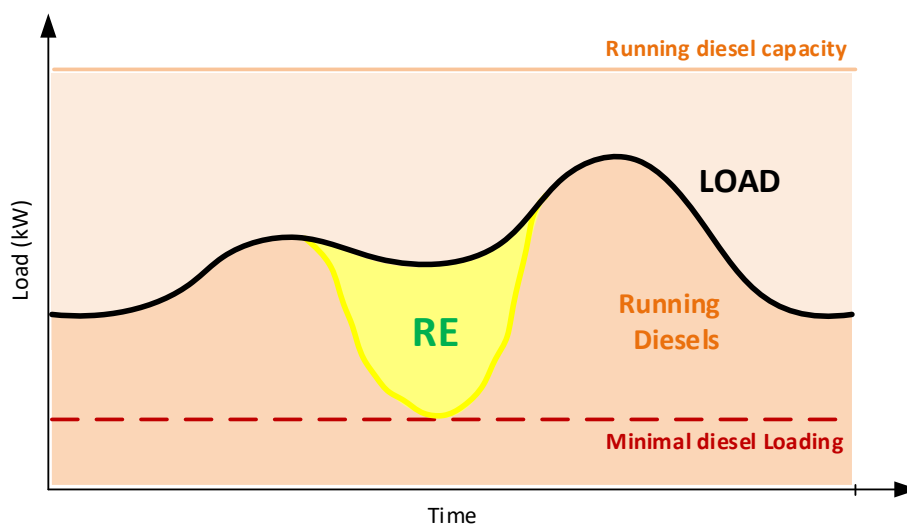 Running diesel capacity
LOAD
Load (kW)
Running
Diesels
RE
Minimal diesel Loading
Time